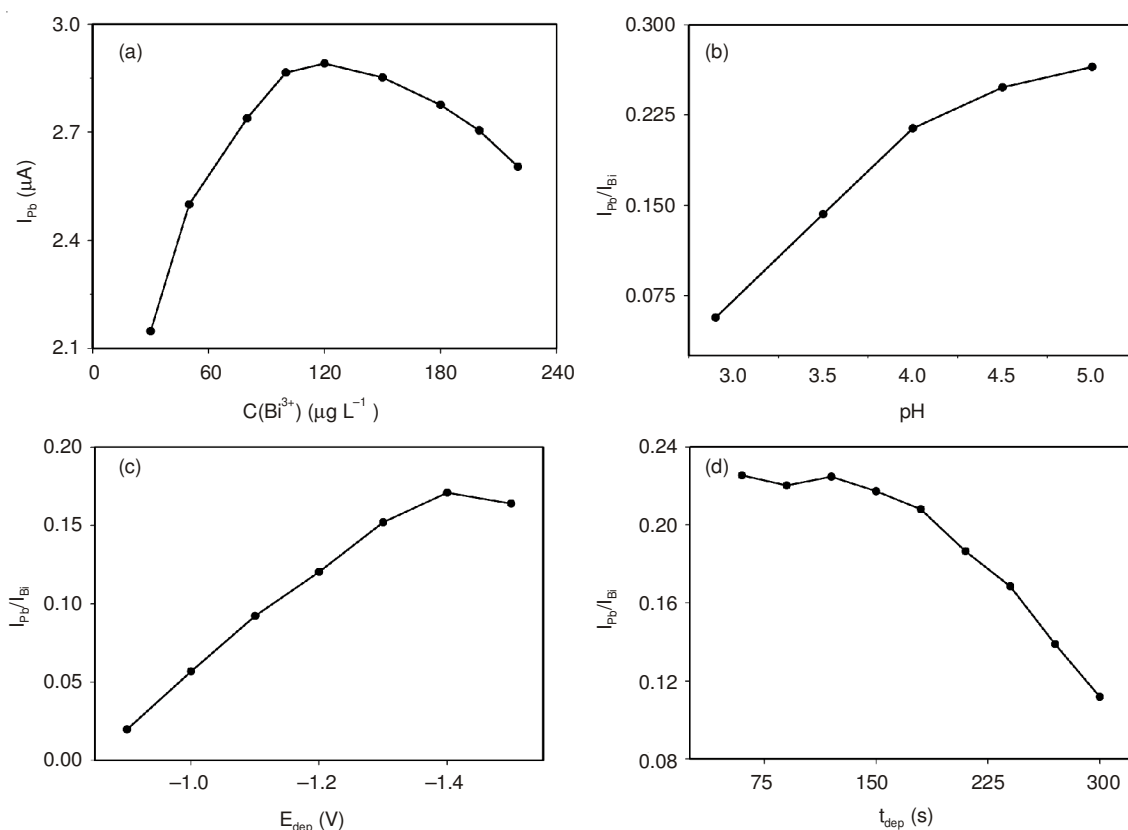 (a)
3.0
2.7
2.4
2.1
I_Pb (μA)
0 60 120 180 240
C(Bi³⁺) (μg L⁻¹ )
(b)
0.300
0.225
0.150
0.075
I_Pb/I_Bi
3.0 3.5 4.0 4.5 5.0
pH
(c)
0.20
0.15
0.10
0.05
0.00
I_Pb/I_Bi
–1.0 –1.2 –1.4
E_dep (V)
(d)
0.24
0.20
0.16
0.12
0.08
I_Pb/I_Bi
75 150 225 300
t_dep (s)